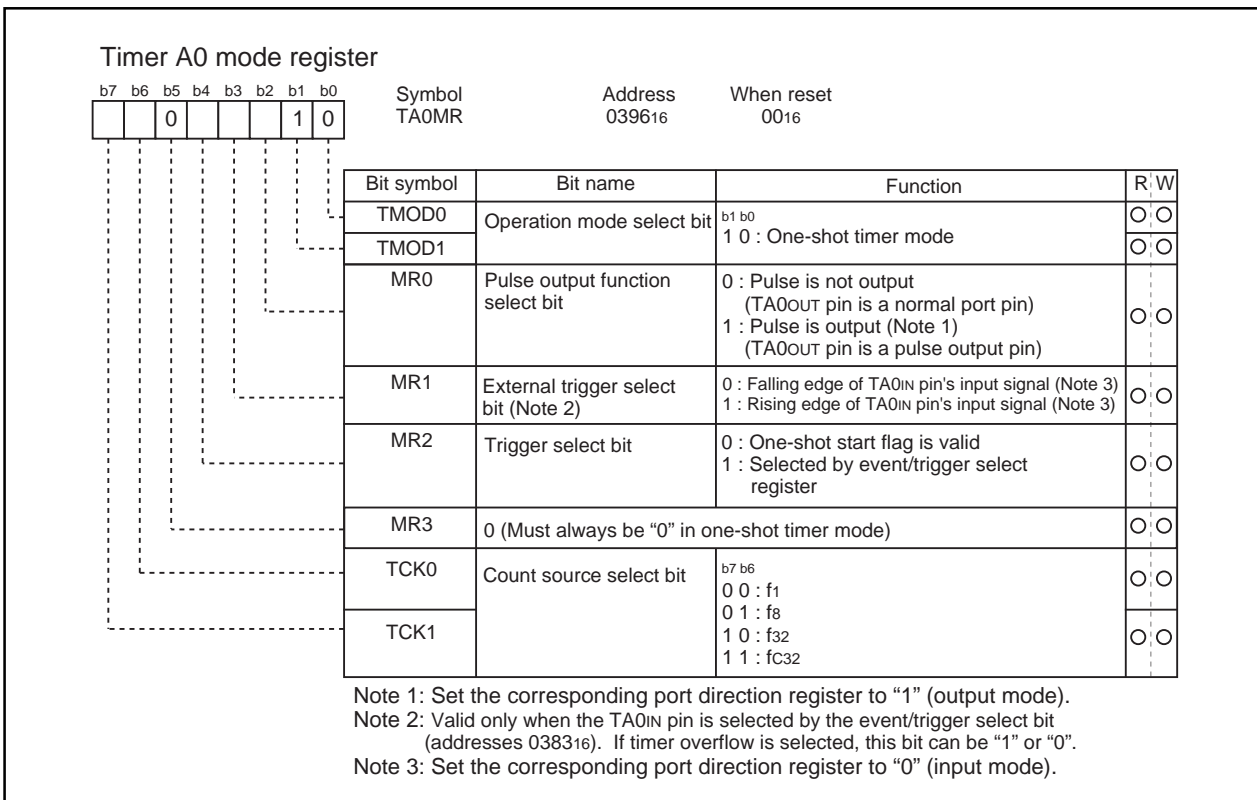 Timer A0 mode register
b7 b6 b5 b4 b3 b2 b1 b0
0 1 0
Symbol Address When reset
TA0MR 039616 0016
Bit symbol Bit name Function R W
TMOD0 Operation mode select bit b1 b0
TMOD1 1 0 : One-shot timer mode
MR0 Pulse output function select bit 0 : Pulse is not output
(TA0OUT pin is a normal port pin)
1 : Pulse is output (Note 1)
(TA0OUT pin is a pulse output pin)
MR1 External trigger select bit (Note 2) 0 : Falling edge of TA0IN pin's input signal (Note 3)
1 : Rising edge of TA0IN pin's input signal (Note 3)
MR2 Trigger select bit 0 : One-shot start flag is valid
1 : Selected by event/trigger select
register
MR3 0 (Must always be “0” in one-shot timer mode)
TCK0 Count source select bit b7 b6
0 0 : f1
0 1 : f8
TCK1 1 0 : f32
1 1 : fC32
Note 1: Set the corresponding port direction register to “1” (output mode).
Note 2: Valid only when the TA0IN pin is selected by the event/trigger select bit
(addresses 038316). If timer overflow is selected, this bit can be “1” or “0”.
Note 3: Set the corresponding port direction register to “0” (input mode).